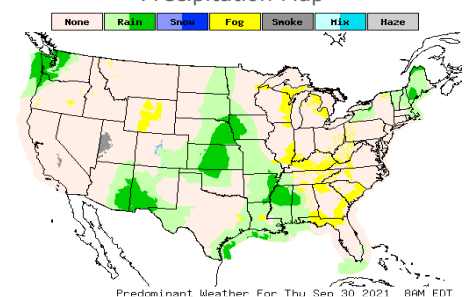 Precipitation Map
None Rain Snow Fog Smoke Mix Haze
Predominant Weather For Thu Sep 30 2021 8AM EDT